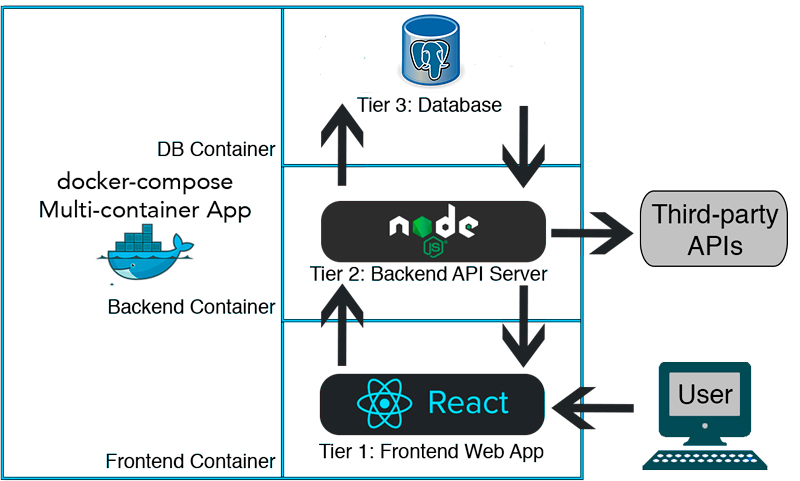 Tier 3: Database
DB Container
docker-compose
Multi-container App
node
JS
Tier 2: Backend API Server
Third-party
APIs
Backend Container
React
User
Tier 1: Frontend Web App
Frontend Container